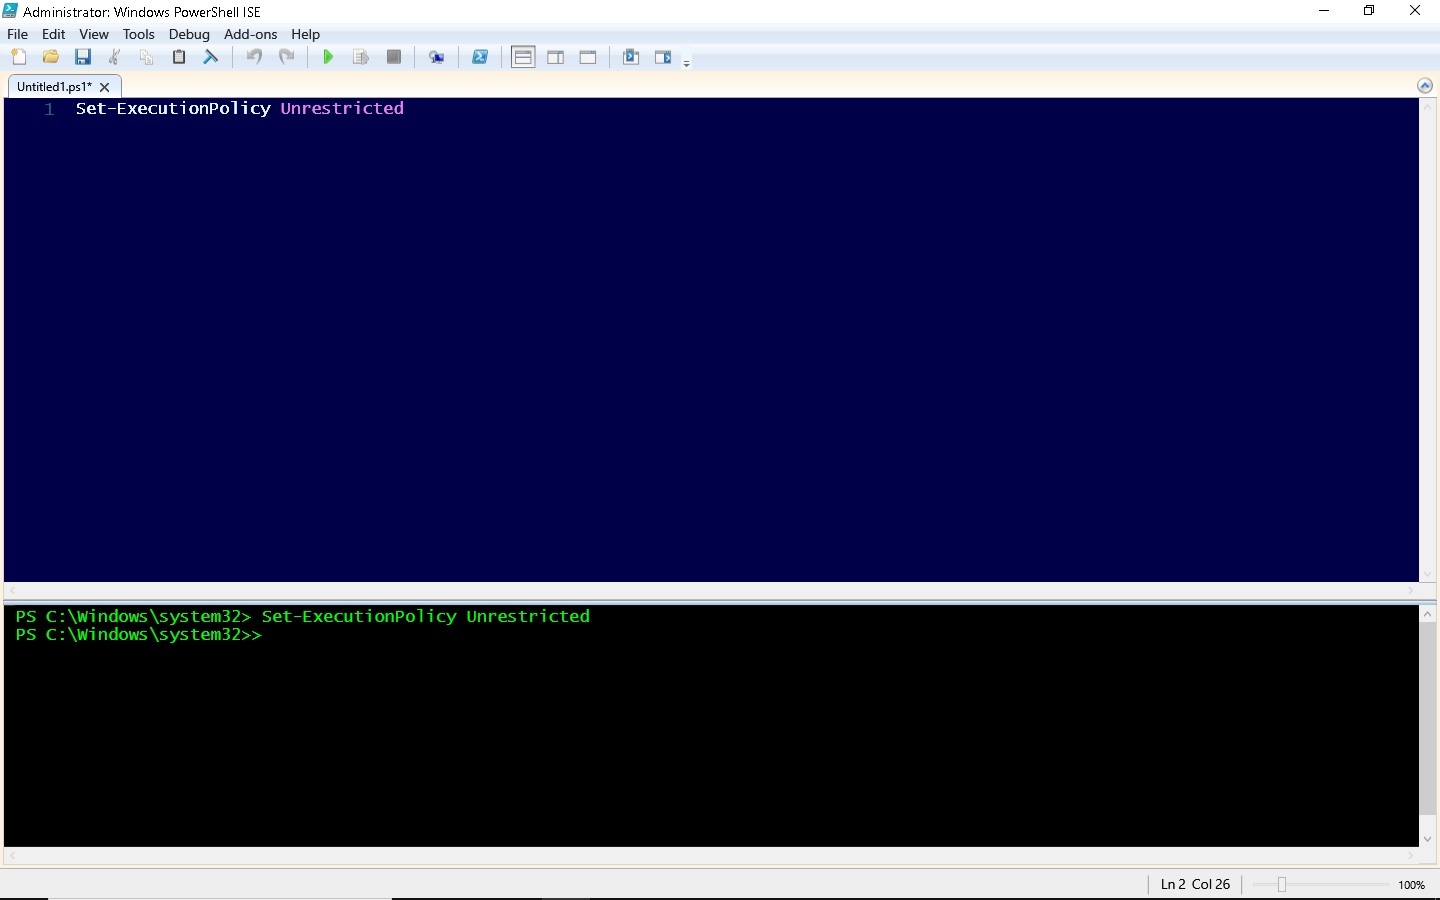 Administrator: Windows PowerShell ISE
File Edit View Tools Debug Add-ons Help
Untitled1.ps1*
1 Set-ExecutionPolicy Unrestricted
PS C:\Windows\system32> Set-ExecutionPolicy Unrestricted
PS C:\Windows\system32>>
Ln 2 Col 26 100%